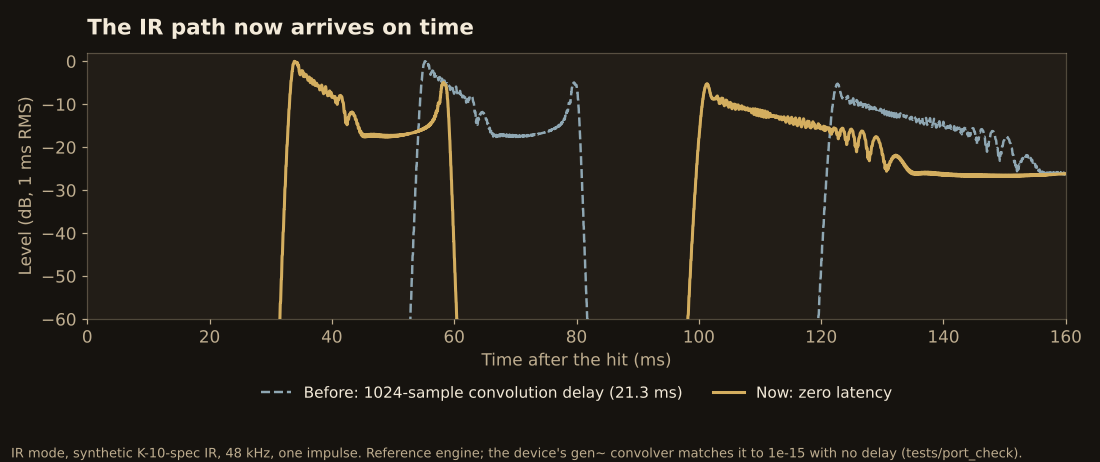 The IR path now arrives on time
Level (dB, 1 ms RMS)
0
−10
−20
−30
−40
−50
−60
0 20 40 60 80 100 120 140 160
Time after the hit (ms)
Before: 1024-sample convolution delay (21.3 ms) Now: zero latency
IR mode, synthetic K-10-spec IR, 48 kHz, one impulse. Reference engine; the device's gen~ convolver matches it to 1e-15 with no delay (tests/port_check).